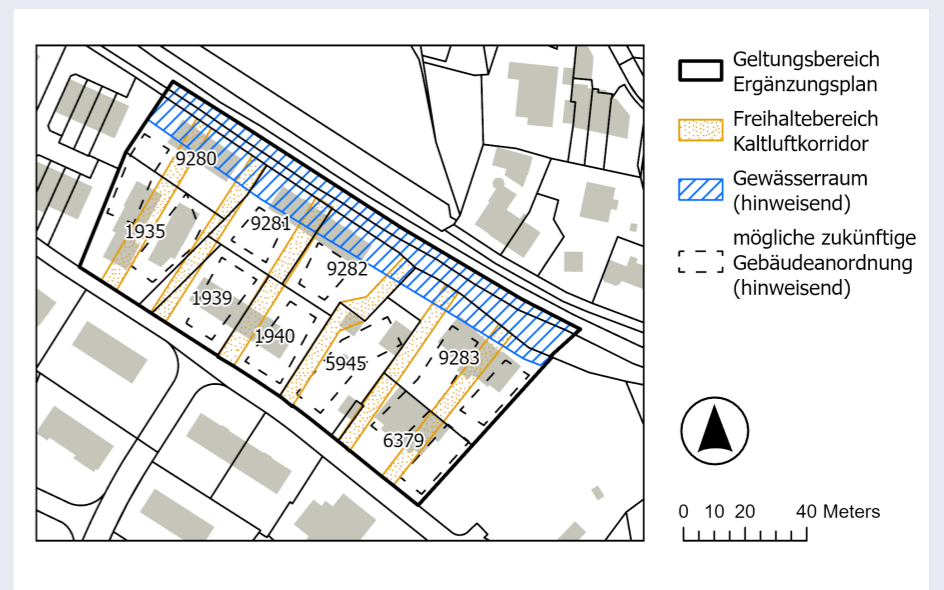 Geltungsbereich
Ergänzungsplan
Freihaltebereich
Kaltluftkorridor
Gewässerraum
(hinweisend)
mögliche zukünftige
Gebäudeanordnung
(hinweisend)
9280
1935
9281
9282
1939
1940
5945
9283
6379
0 10 20 40 Meters